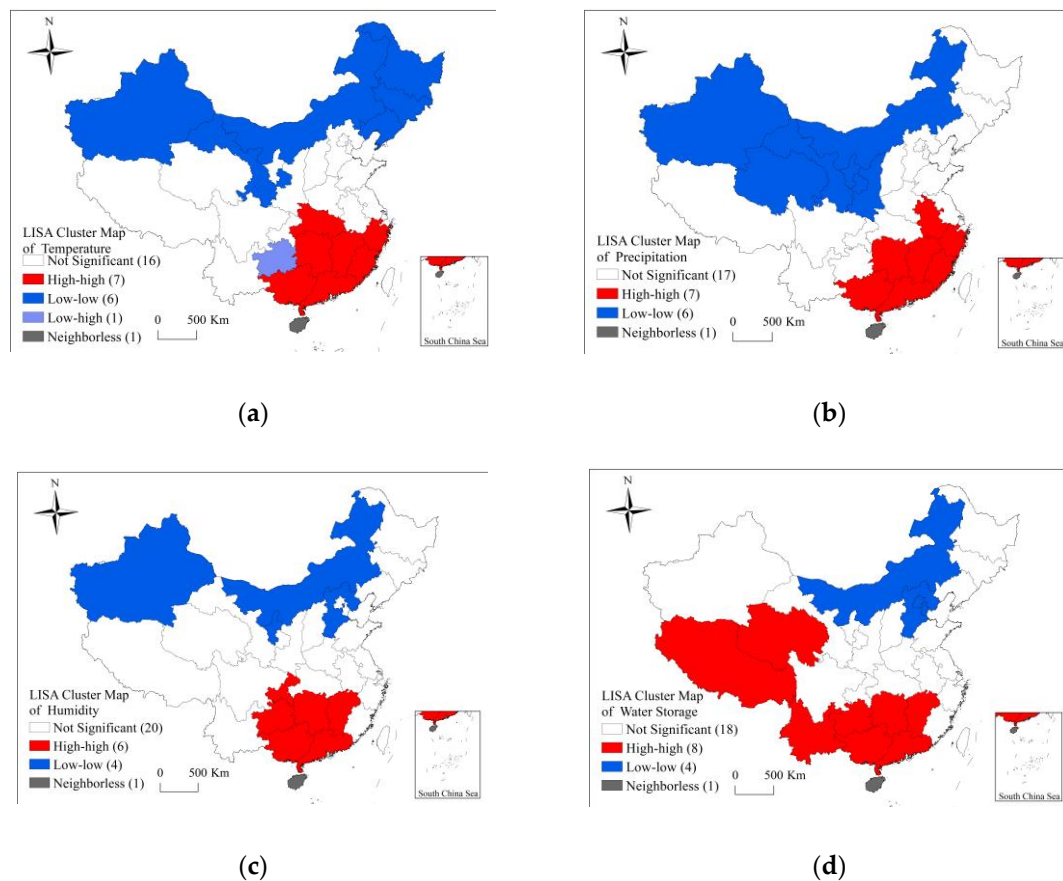 N
LISA Cluster Map
of Temperature
Not Significant (16)
High-high (7)
Low-low (6)
Low-high (1)
Neighborless (1)
0 500 Km
South China Sea
(a)
N
LISA Cluster Map
of Precipitation
Not Significant (17)
High-high (7)
Low-low (6)
Neighborless (1)
0 500 Km
South China Sea
(b)
N
LISA Cluster Map
of Humidity
Not Significant (20)
High-high (6)
Low-low (4)
Neighborless (1)
0 500 Km
South China Sea
(c)
N
LISA Cluster Map
of Water Storage
Not Significant (18)
High-high (8)
Low-low (4)
Neighborless (1)
0 500 Km
South China Sea
(d)